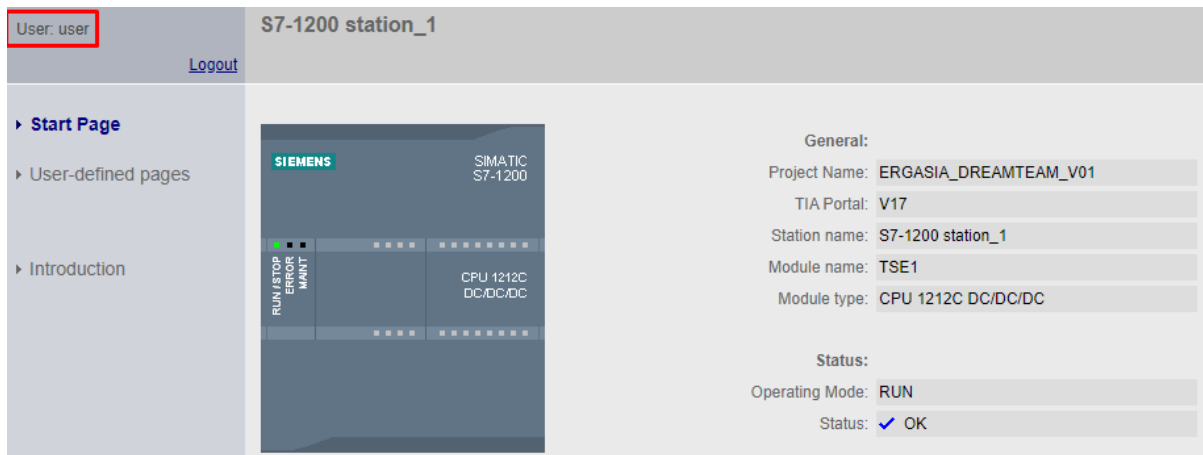 User: user
Logout
S7-1200 station_1
Start Page
User-defined pages
Introduction
SIEMENS
SIMATIC
S7-1200
RUN / STOP
ERROR
MAINT
CPU 1212C
DC/DC/DC
General:
Project Name: ERGASIA_DREAMTEAM_V01
TIA Portal: V17
Station name: S7-1200 station_1
Module name: TSE1
Module type: CPU 1212C DC/DC/DC
Status:
Operating Mode: RUN
Status: ✓ OK